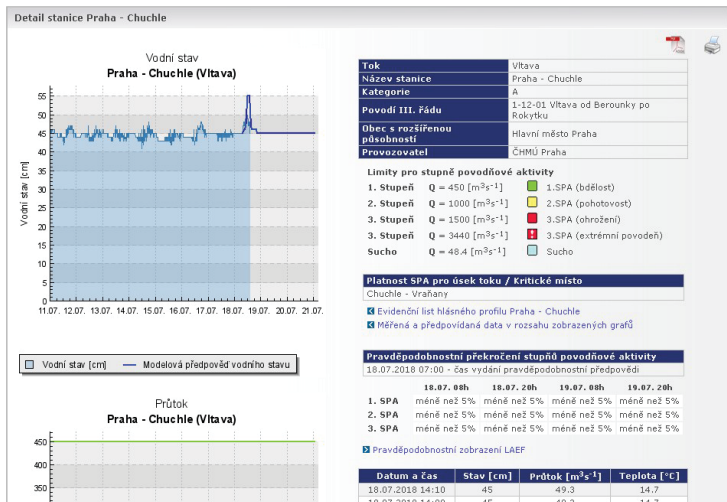 Detail stanice Praha - Chuchle
Vodní stav
Praha - Chuchle (Vltava)
Vodní stav [cm]
55
50
45
40
35
30
25
20
15
10
5
0
11.07. 12.07. 13.07. 14.07. 15.07. 16.07. 17.07. 18.07. 19.07. 20.07. 21.07.
Vodní stav [cm] Modelová předpověď vodního stavu
Průtok
Praha - Chuchle (Vltava)
450
400
350
Tok Vltava
Název stanice Praha - Chuchle
Kategorie A
Povodí III. řádu 1-12-01 Vltava od Berounky po
Rokytku
Obec s rozšířenou
působností Hlavní město Praha
Provozovatel ČHMÚ Praha
Limity pro stupně povodňové aktivity
1. Stupeň Q = 450 [m³s⁻¹] 1.SPA (bdělost)
2. Stupeň Q = 1000 [m³s⁻¹] 2.SPA (pohotovost)
3. Stupeň Q = 1500 [m³s⁻¹] 3.SPA (ohrožení)
3. Stupeň Q = 3440 [m³s⁻¹] 3.SPA (extrémní povodeň)
Sucho Q = 48.4 [m³s⁻¹] Sucho
Platnost SPA pro úsek toku / Kritické místo
Chuchle - Vraňany
Evidenční list hlásného profilu Praha - Chuchle
Měřená a předpovídaná data v rozsahu zobrazených grafů
Pravděpodobnostní překročení stupňů povodňové aktivity
18.07.2018 07:00 - čas vydání pravděpodobnostní předpovědi
18.07. 08h 18.07. 20h 19.07. 08h 19.07. 20h
1. SPA méně než 5% méně než 5% méně než 5% méně než 5%
2. SPA méně než 5% méně než 5% méně než 5% méně než 5%
3. SPA méně než 5% méně než 5% méně než 5% méně než 5%
Pravděpodobnostní zobrazení LAEF
Datum a čas Stav [cm] Průtok [m³s⁻¹] Teplota [°C]
18.07.2018 14:10 45 49.3 14.7